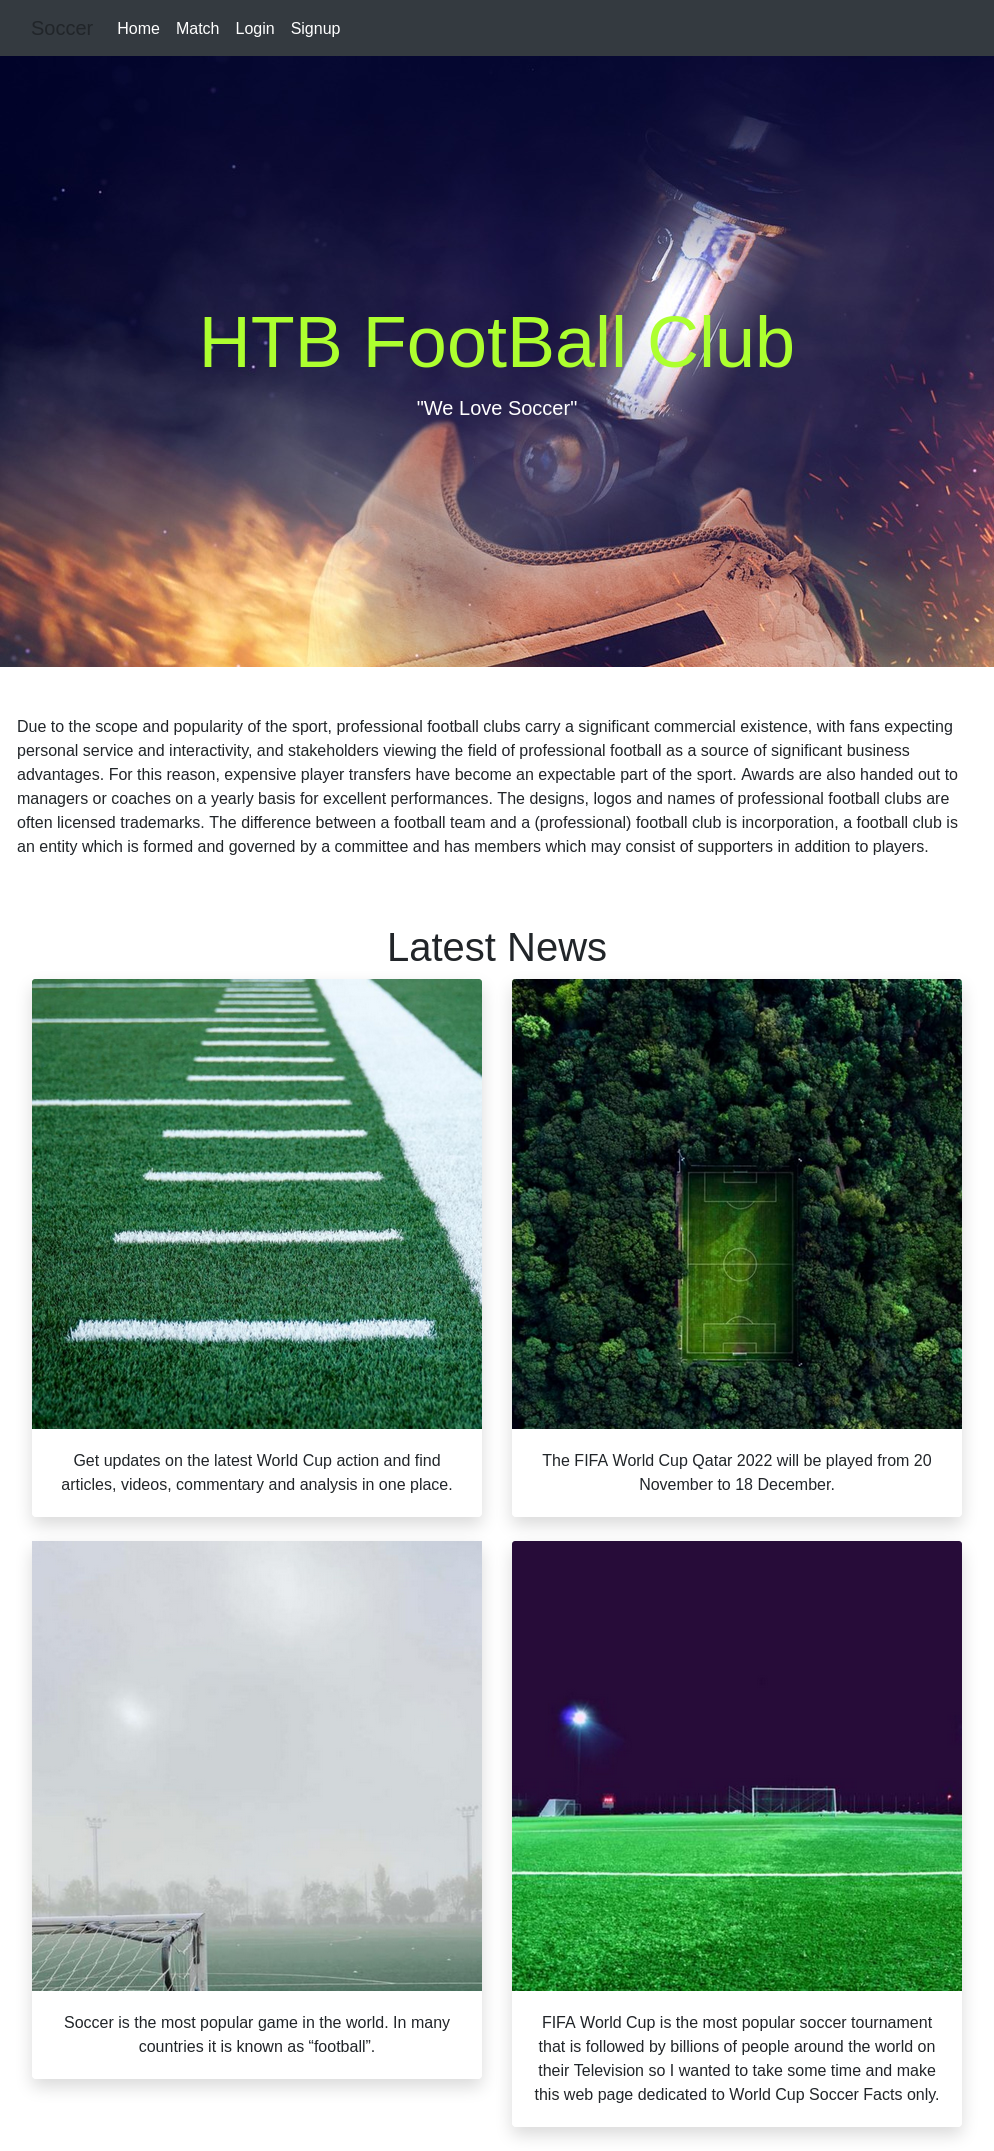 Soccer Home Match Login Signup
HTB FootBall Club
"We Love Soccer"
Due to the scope and popularity of the sport, professional football clubs carry a significant commercial existence, with fans expecting
personal service and interactivity, and stakeholders viewing the field of professional football as a source of significant business
advantages. For this reason, expensive player transfers have become an expectable part of the sport. Awards are also handed out to
managers or coaches on a yearly basis for excellent performances. The designs, logos and names of professional football clubs are
often licensed trademarks. The difference between a football team and a (professional) football club is incorporation, a football club is
an entity which is formed and governed by a committee and has members which may consist of supporters in addition to players.
Latest News
Get updates on the latest World Cup action and find
articles, videos, commentary and analysis in one place.
The FIFA World Cup Qatar 2022 will be played from 20
November to 18 December.
Soccer is the most popular game in the world. In many
countries it is known as “football”.
FIFA World Cup is the most popular soccer tournament
that is followed by billions of people around the world on
their Television so I wanted to take some time and make
this web page dedicated to World Cup Soccer Facts only.